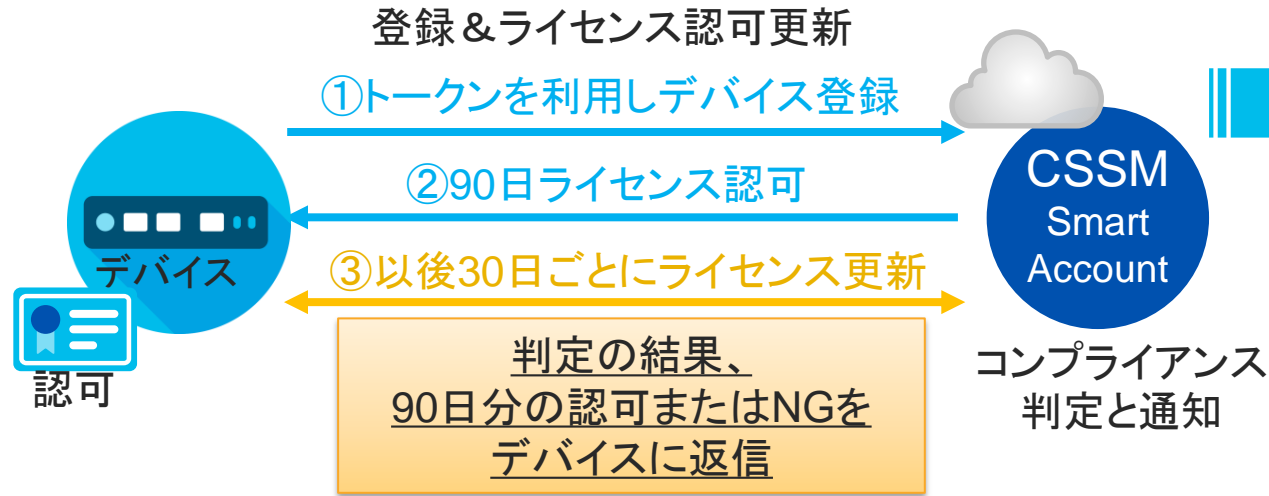 登録＆ライセンス認可更新
①トークンを利用しデバイス登録
②90日ライセンス認可
③以後30日ごとにライセンス更新
デバイス
認可
CSSM
Smart
Account
コンプライアンス
判定と通知
判定の結果、
90日分の認可またはNGを
デバイスに返信